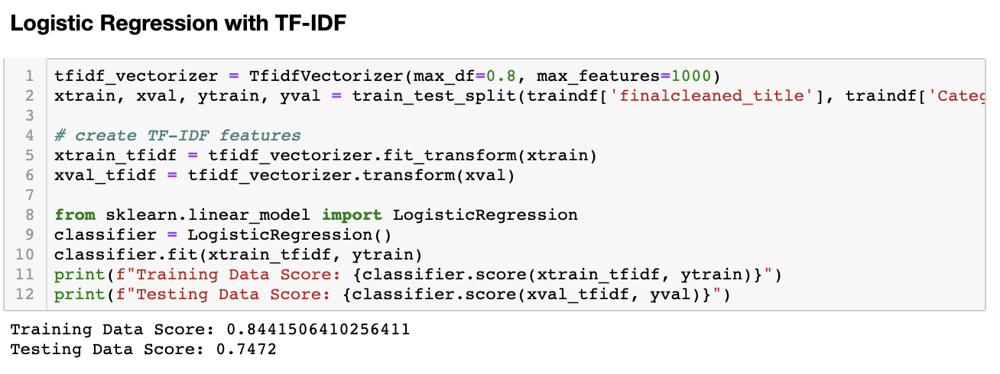 Logistic Regression with TF-IDF
1 tfidf_vectorizer = TfidfVectorizer(max_df=0.8, max_features=1000)
2 xtrain, xval, ytrain, yval = train_test_split(traindf['finalcleaned_title'], traindf['Categ
3
4 # create TF-IDF features
5 xtrain_tfidf = tfidf_vectorizer.fit_transform(xtrain)
6 xval_tfidf = tfidf_vectorizer.transform(xval)
7
8 from sklearn.linear_model import LogisticRegression
9 classifier = LogisticRegression()
10 classifier.fit(xtrain_tfidf, ytrain)
11 print(f"Training Data Score: {classifier.score(xtrain_tfidf, ytrain)}")
12 print(f"Testing Data Score: {classifier.score(xval_tfidf, yval)}")
Training Data Score: 0.8441506410256411
Testing Data Score: 0.7472